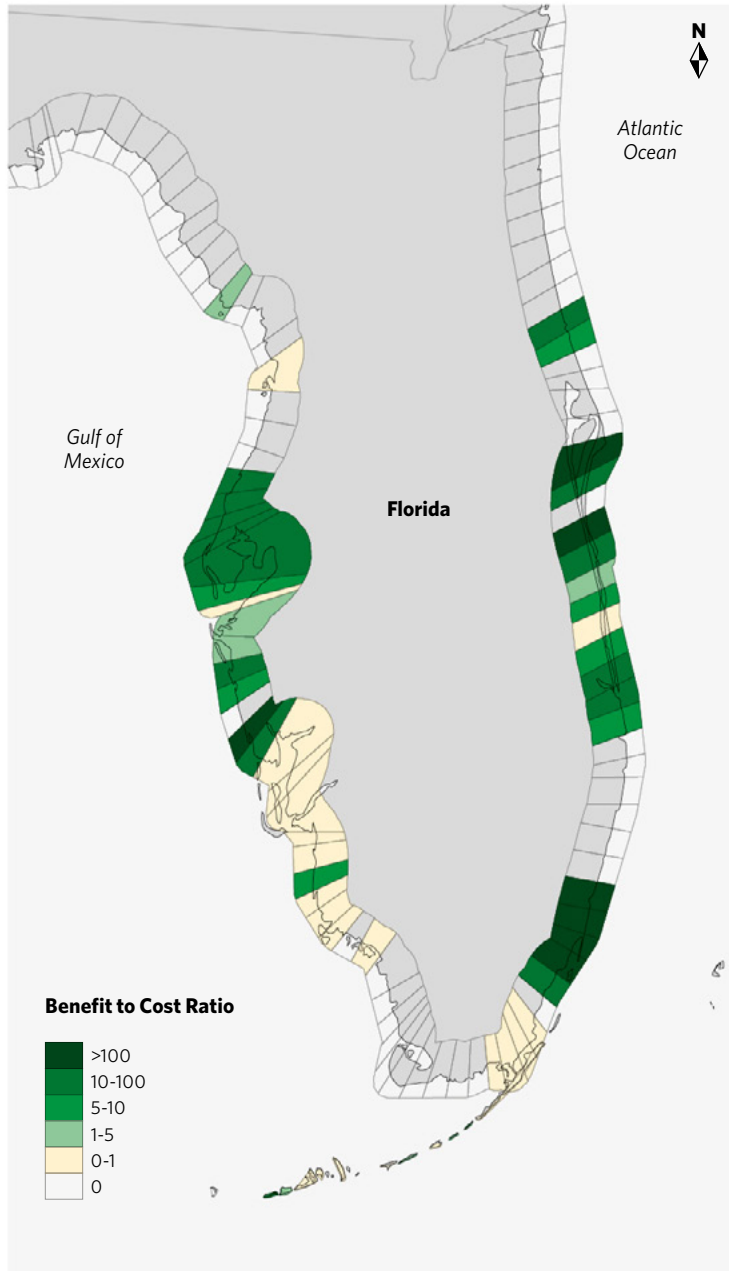 N
Atlantic
Ocean
Gulf of
Mexico
Florida
Benefit to Cost Ratio
>100
10-100
5-10
1-5
0-1
0